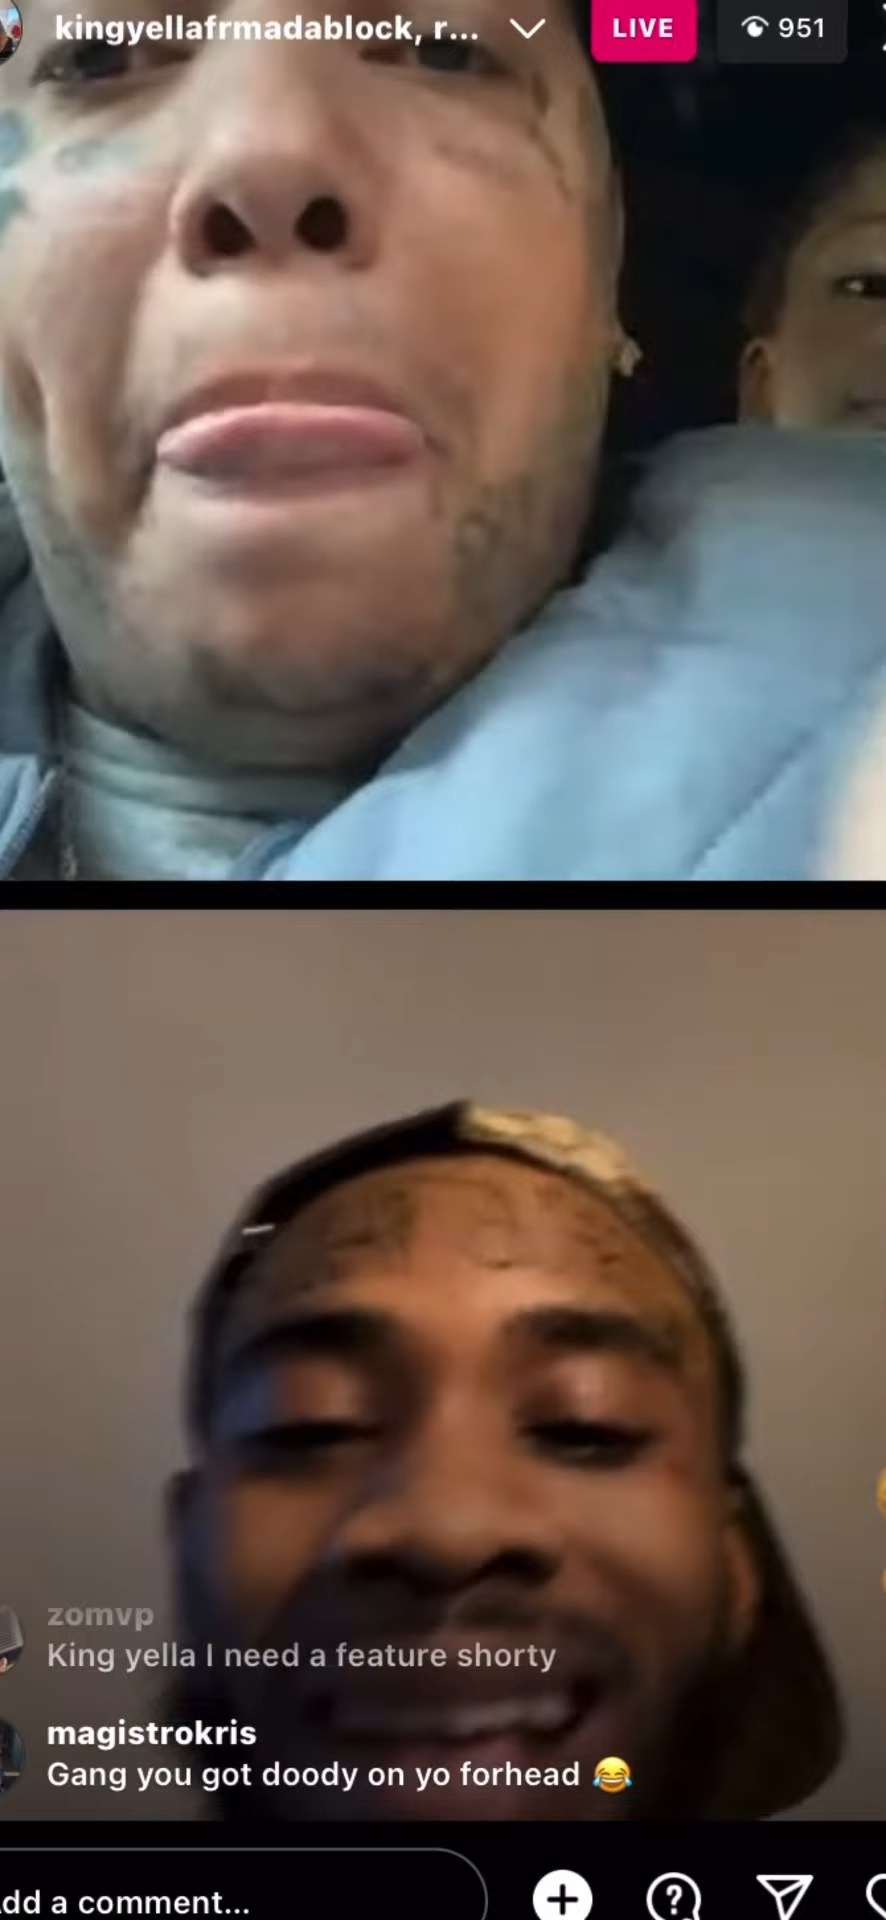 kingyellafrmadablock, r...
LIVE
951
zomvp
King yella I need a feature shorty
magistrokris
Gang you got doody on yo forhead 😂
dd a comment...